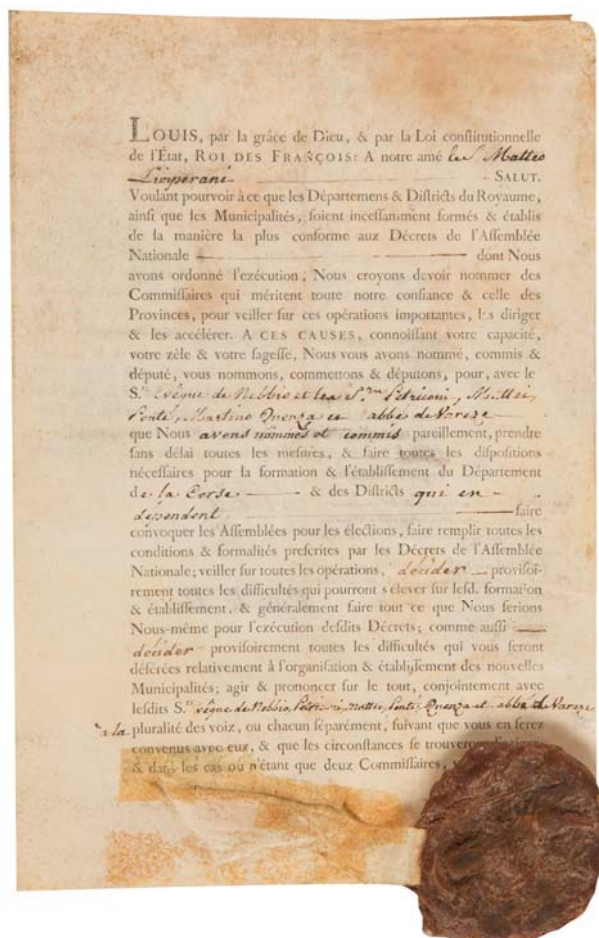 LOUIS, par la grâce de Dieu, & par la Loi conſtitutionnelle
de l'État, ROI DES FRANÇOIS: A notre amé le S.r Matteo
Limperani SALUT.
Voulant pourvoir à ce que les Départemens & Diſtricts du Royaume,
ainſi que les Municipalités, ſoient inceſſamment formés & établis
de la manière la plus conforme aux Décrets de l'Aſſemblée
Nationale dont Nous
avons ordonné l'exécution, Nous croyons devoir nommer des
Commiſſaires qui méritent toute notre confiance & celle des
Provinces, pour veiller ſur ces opérations importantes, les diriger
& les accélérer. A CES CAUSES, connoiſſant votre capacité,
votre zèle & votre ſageſſe, Nous vous avons nommé, commis &
député, vous nommons, commettons & députons, pour, avec le
S.r Evêque de Nebbio et les S.rs Petriconi, Mattei,
Ponte, Martino Quenza et abbé de Vareze
que Nous avons nommés et commis pareillement, prendre
ſans délai toutes les meſures, & faire toutes les diſpoſitions
néceſſaires pour la formation & l'établiſſement du Département
de la Corse & des Diſtricts qui en
dépendent, faire
convoquer les Aſſemblées pour les élections, faire remplir toutes les
conditions & formalités preſcrites par les Décrets de l'Aſſemblée
Nationale; veiller ſur toutes les opérations, décider proviſoi-
rement toutes les difficultés qui pourront s'élever ſur leſd. formation
& établiſſement, & généralement faire tout ce que Nous ferions
Nous-même pour l'exécution deſdits Décrets; comme auſſi
décider proviſoirement toutes les difficultés qui vous ſeront
déférées relativement à l'organiſation & établiſſement des nouvelles
Municipalités; agir & prononcer ſur le tout, conjointement avec
leſdits S.rs evêque de Nebbio, Petriconi, Mattei, Ponte, Quenza et abbé de Vareze
à la pluralité des voix, ou chacun ſéparément, ſuivant que vous en ſerez
convenus avec eux, & que les circonſtances ſe trouveront
& dans les cas où n'étant que deux Commiſſaires,